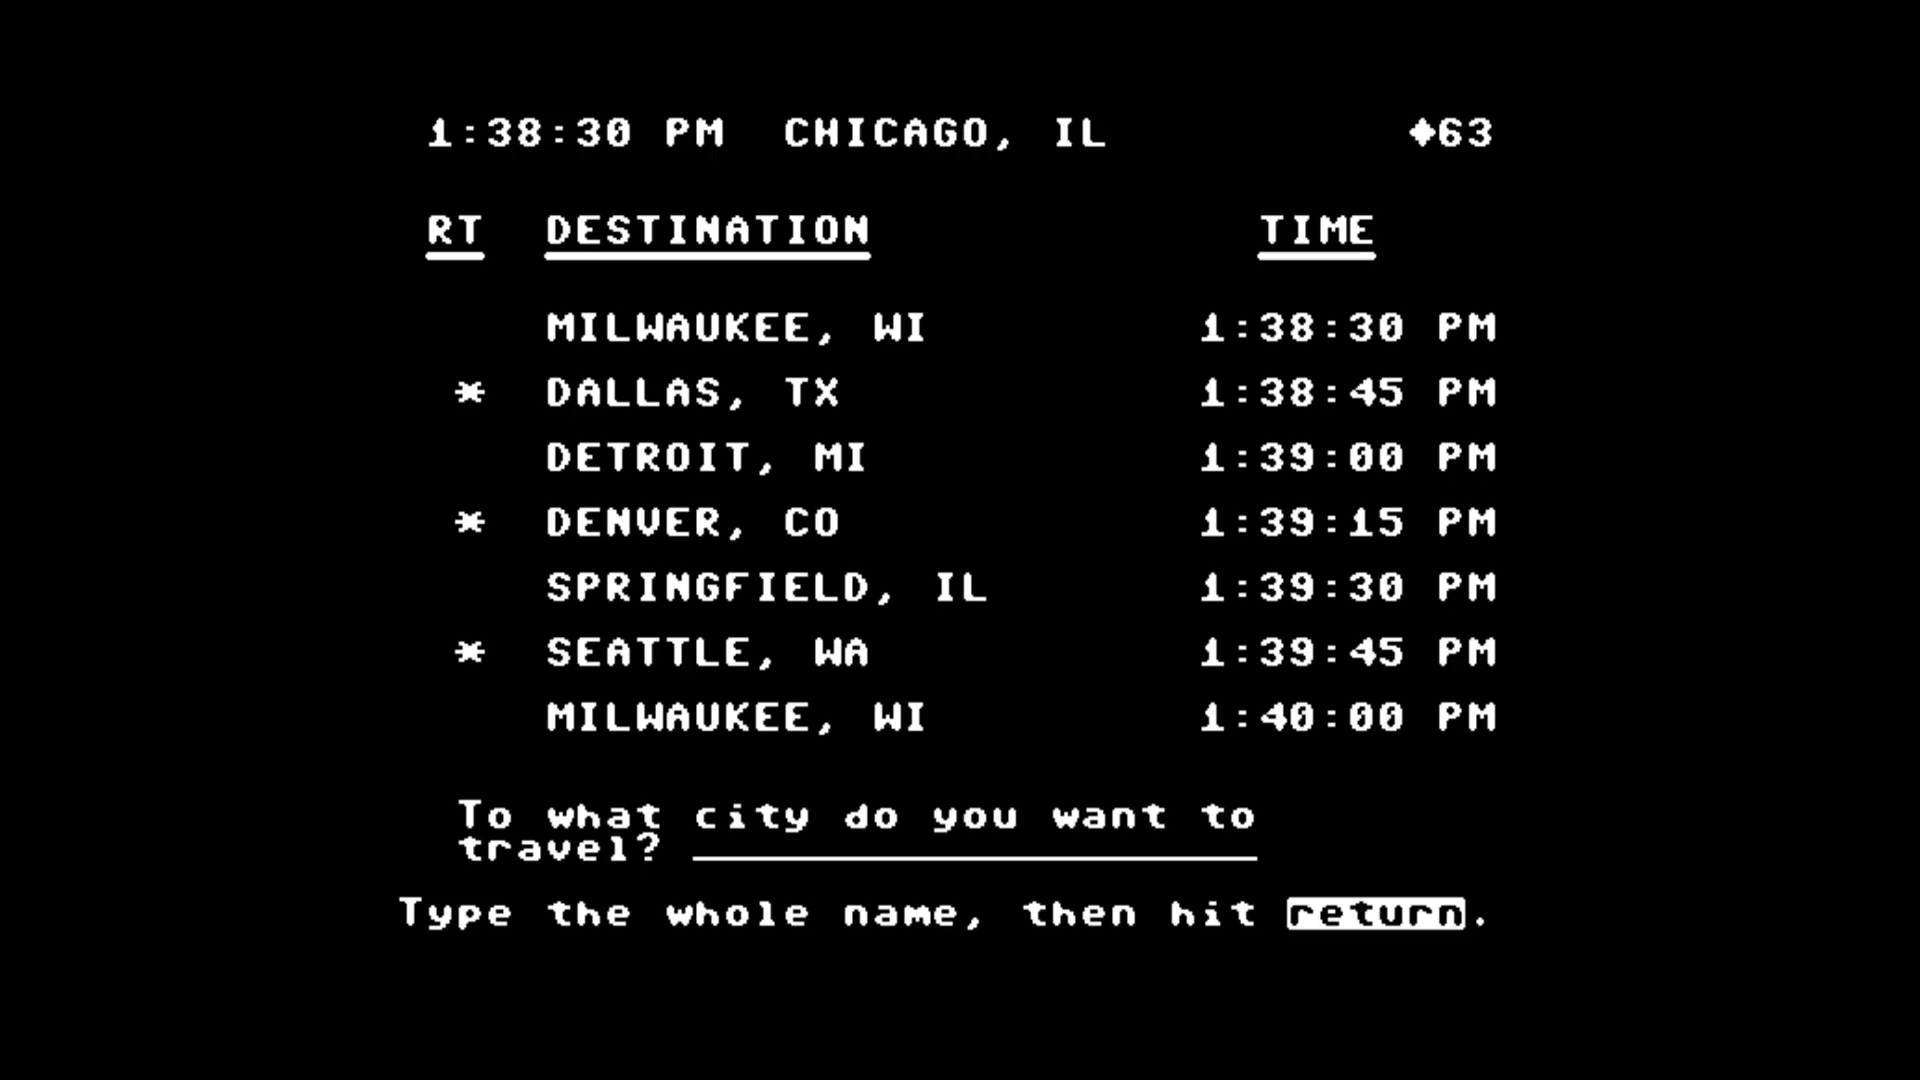 1:38:30 PM CHICAGO, IL ♦63
RT DESTINATION TIME
MILWAUKEE, WI 1:38:30 PM
* DALLAS, TX 1:38:45 PM
DETROIT, MI 1:39:00 PM
* DENVER, CO 1:39:15 PM
SPRINGFIELD, IL 1:39:30 PM
* SEATTLE, WA 1:39:45 PM
MILWAUKEE, WI 1:40:00 PM
To what city do you want to
travel?
Type the whole name, then hit return.